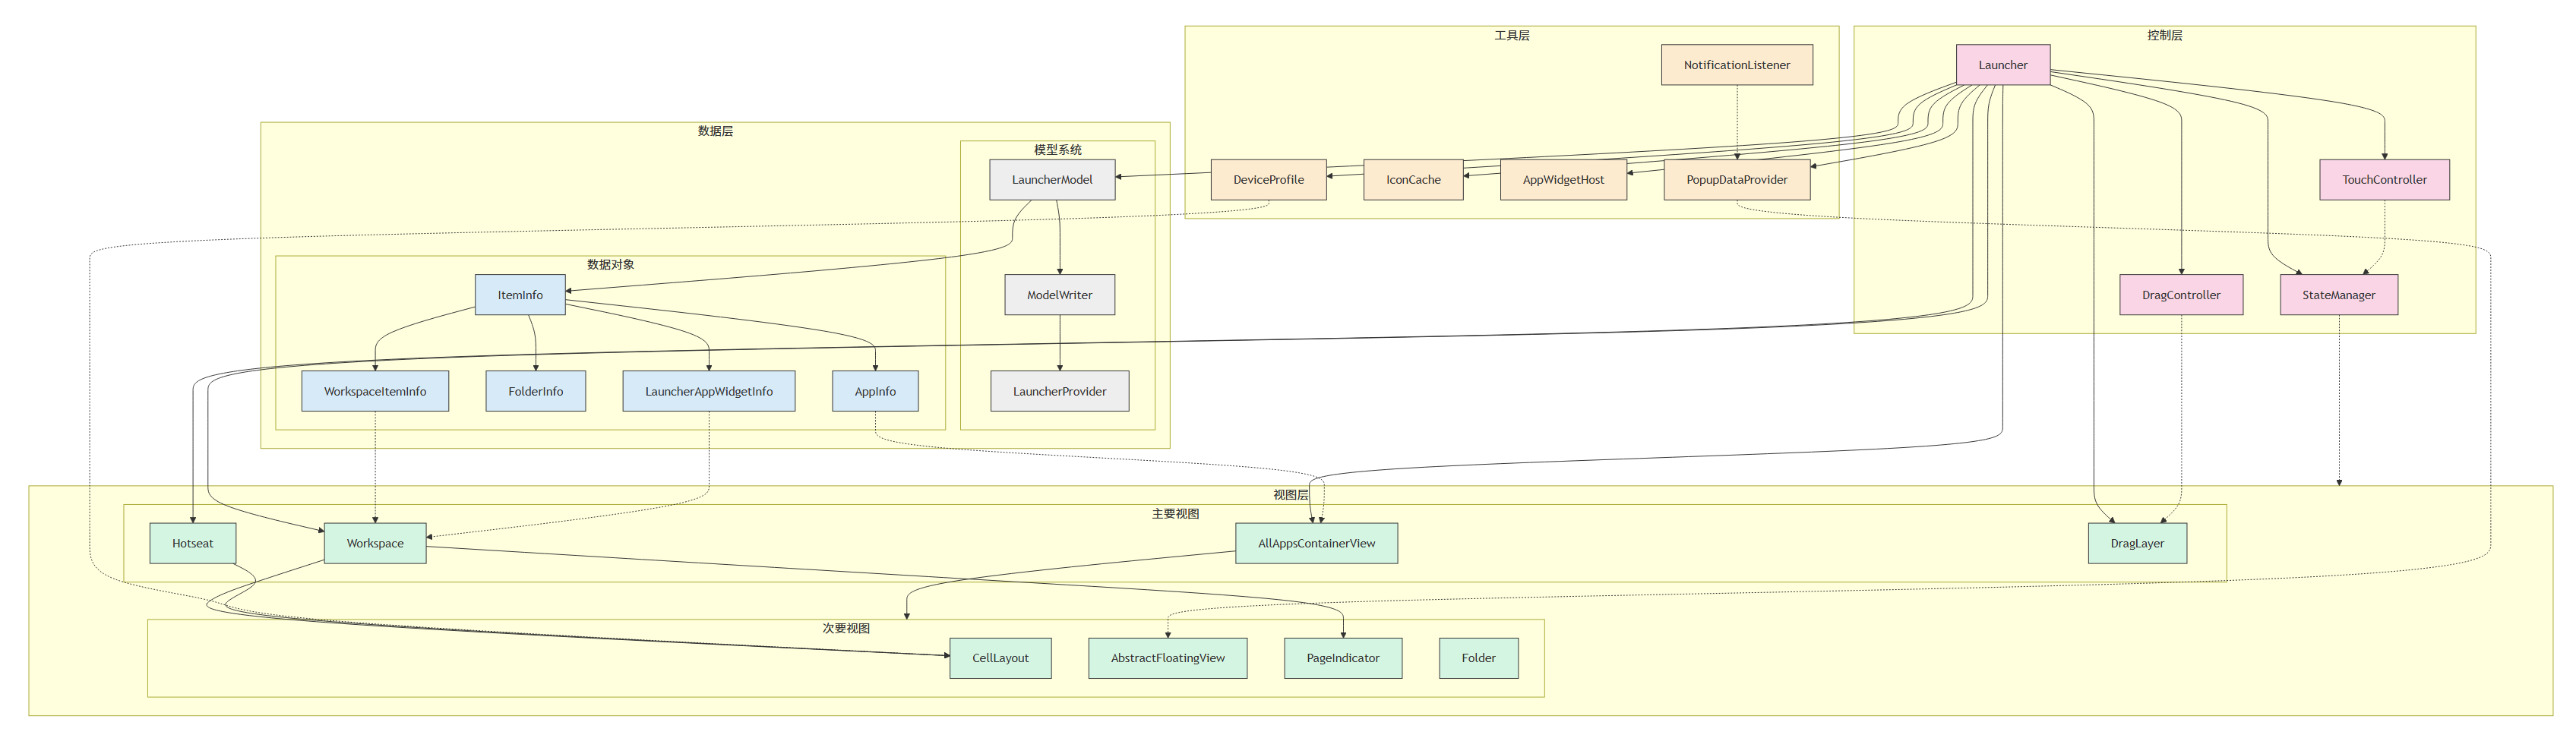 工具层
控制层
NotificationListener
Launcher
数据层
模型系统
LauncherModel
DeviceProfile
IconCache
AppWidgetHost
PopupDataProvider
TouchController
数据对象
ItemInfo
ModelWriter
DragController
StateManager
WorkspaceItemInfo
FolderInfo
LauncherAppWidgetInfo
AppInfo
LauncherProvider
视图层
主要视图
Hotseat
Workspace
AllAppsContainerView
DragLayer
次要视图
CellLayout
AbstractFloatingView
PageIndicator
Folder